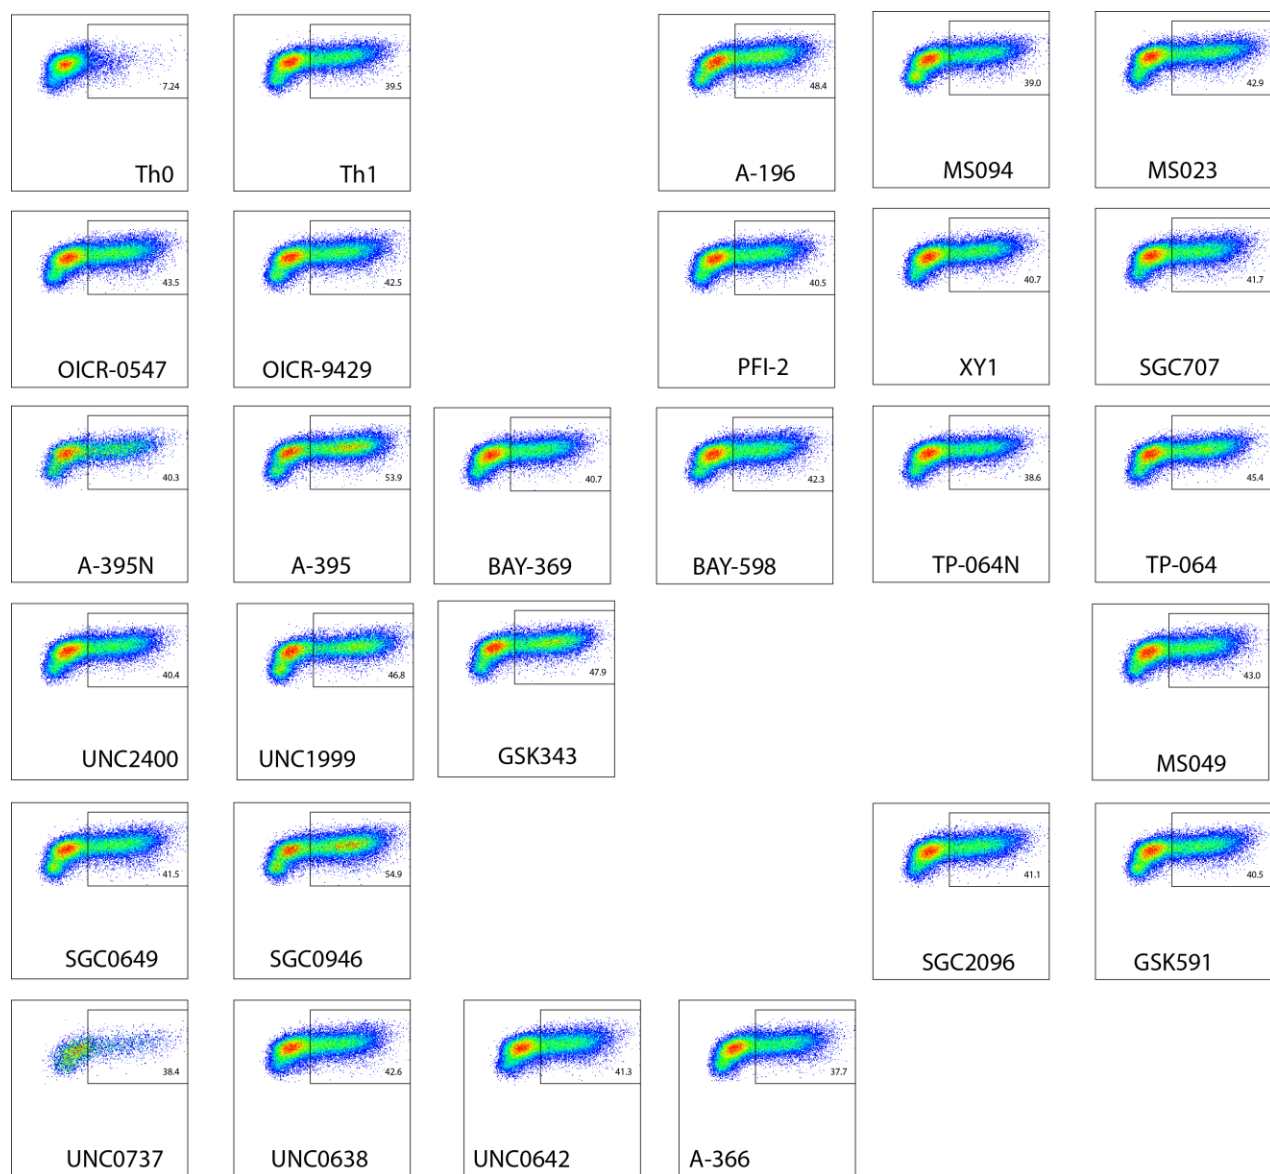 7.24
Th0
39.5
Th1
48.4
A-196
39.0
MS094
42.9
MS023
43.5
OICR-0547
42.5
OICR-9429
40.5
PFI-2
40.7
XY1
41.7
SGC707
40.3
A-395N
53.9
A-395
40.7
BAY-369
42.3
BAY-598
38.6
TP-064N
45.4
TP-064
40.4
UNC2400
46.8
UNC1999
47.9
GSK343
43.0
MS049
41.5
SGC0649
54.9
SGC0946
41.1
SGC2096
40.5
GSK591
38.4
UNC0737
42.6
UNC0638
41.3
UNC0642
37.7
A-366